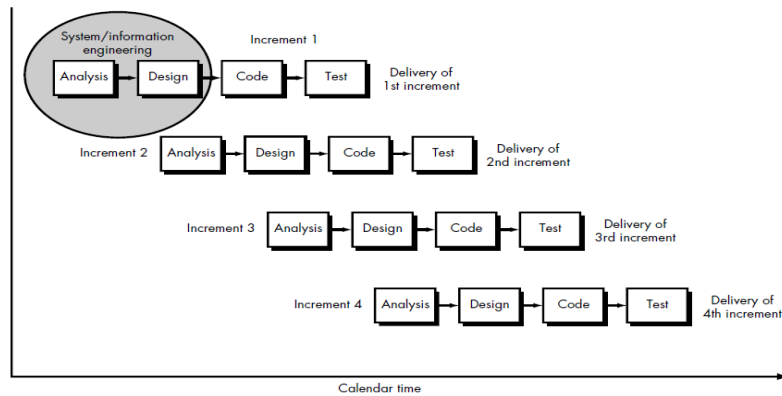 System/information
engineering
Increment 1
Analysis
Design
Code
Test
Delivery of
1st increment
Increment 2
Analysis
Design
Code
Test
Delivery of
2nd increment
Increment 3
Analysis
Design
Code
Test
Delivery of
3rd increment
Increment 4
Analysis
Design
Code
Test
Delivery of
4th increment
Calendar time